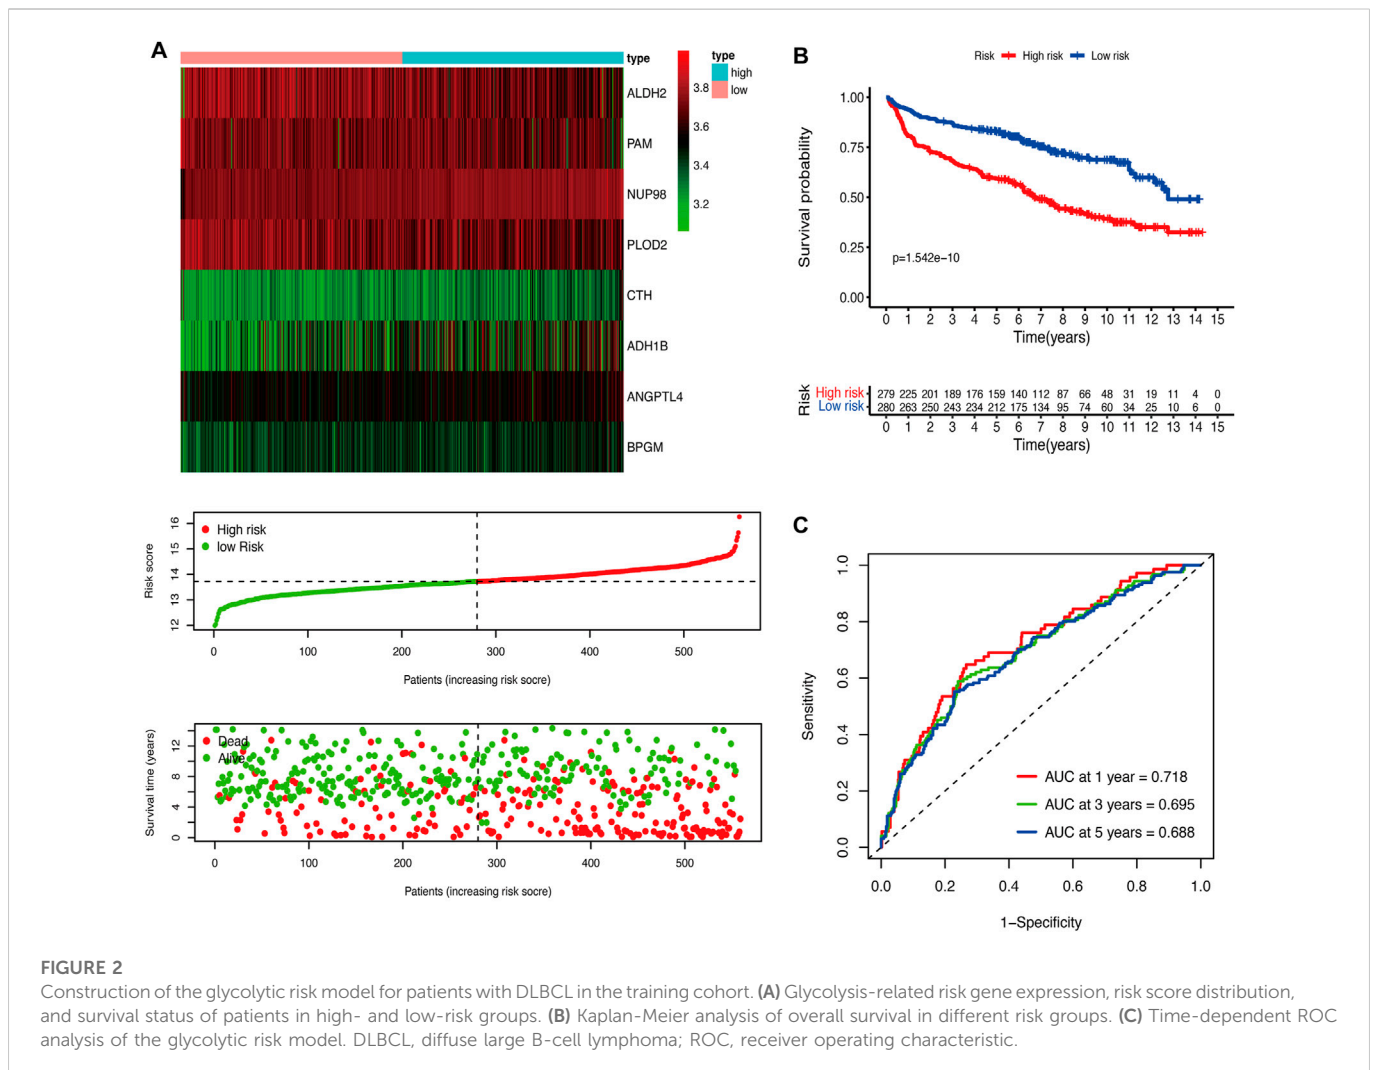 A
type
type
high
low
3.8
3.6
3.4
3.2
ALDH2
PAM
NUP98
PLOD2
CTH
ADH1B
ANGPTL4
BPGM
Risk score
16
15
14
13
12
High risk
low Risk
0 100 200 300 400 500
Patients (increasing risk socre)
Survival time (years)
12
8
4
0
Dead
Alive
0 100 200 300 400 500
Patients (increasing risk socre)
B
Risk High risk Low risk
Survival probability
1.00
0.75
0.50
0.25
0.00
p=1.542e−10
0 1 2 3 4 5 6 7 8 9 10 11 12 13 14 15
Time(years)
Risk
High risk 279 225 201 189 176 159 140 112 87 66 48 31 19 11 4 0
Low risk 280 263 250 243 234 212 175 134 95 74 60 34 25 10 6 0
0 1 2 3 4 5 6 7 8 9 10 11 12 13 14 15
Time(years)
C
Sensitivity
1.0
0.8
0.6
0.4
0.2
0.0
AUC at 1 year = 0.718
AUC at 3 years = 0.695
AUC at 5 years = 0.688
0.0 0.2 0.4 0.6 0.8 1.0
1−Specificity
FIGURE 2
Construction of the glycolytic risk model for patients with DLBCL in the training cohort. (A) Glycolysis-related risk gene expression, risk score distribution,
and survival status of patients in high- and low-risk groups. (B) Kaplan-Meier analysis of overall survival in different risk groups. (C) Time-dependent ROC
analysis of the glycolytic risk model. DLBCL, diffuse large B-cell lymphoma; ROC, receiver operating characteristic.